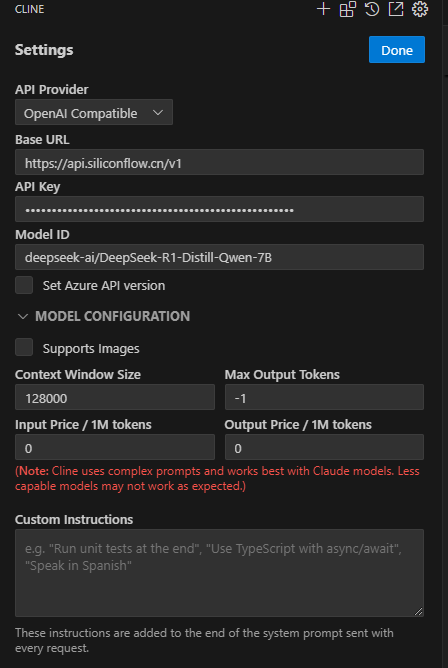 CLINE
Settings
Done
API Provider
OpenAI Compatible
Base URL
https://api.siliconflow.cn/v1
API Key
••••••••••••••••••••••••••••••••••••••••••••••••••••
Model ID
deepseek-ai/DeepSeek-R1-Distill-Qwen-7B
Set Azure API version
MODEL CONFIGURATION
Supports Images
Context Window Size
Max Output Tokens
128000
-1
Input Price / 1M tokens
Output Price / 1M tokens
0
0
(Note: Cline uses complex prompts and works best with Claude models. Less
capable models may not work as expected.)
Custom Instructions
e.g. "Run unit tests at the end", "Use TypeScript with async/await",
"Speak in Spanish"
These instructions are added to the end of the system prompt sent with
every request.